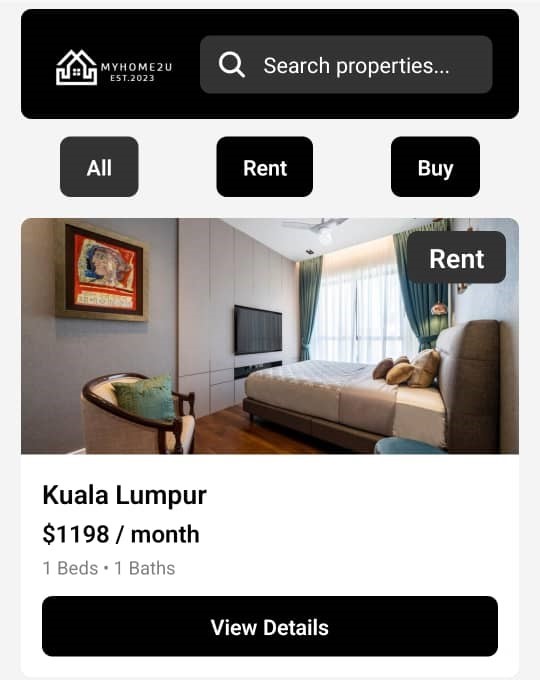 MYHOME2U
EST.2023
Search properties...
All
Rent
Buy
Rent
Kuala Lumpur
$1198 / month
1 Beds • 1 Baths
View Details